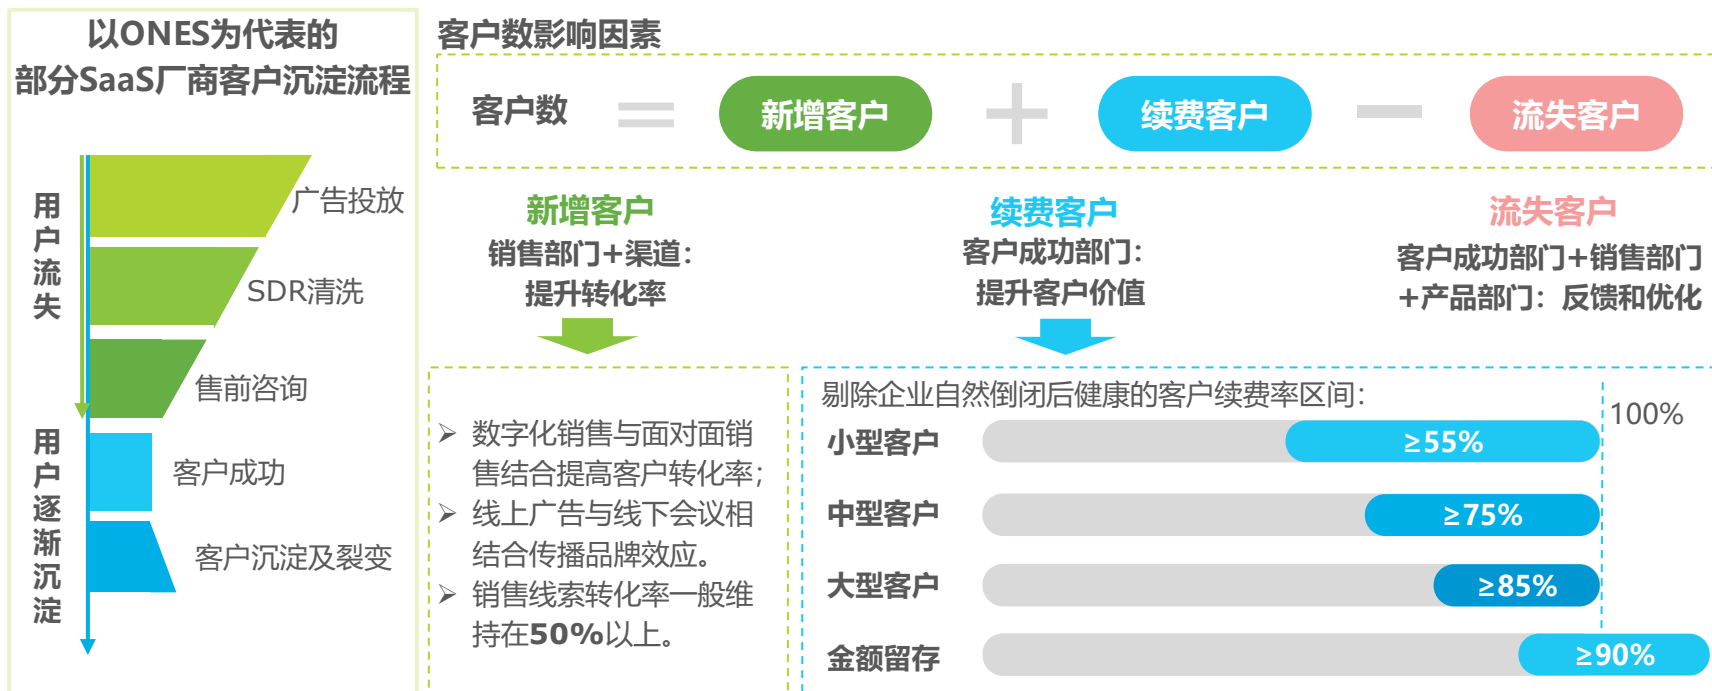 以ONES为代表的
部分SaaS厂商客户沉淀流程
用户流失
广告投放
SDR清洗
售前咨询
用户逐渐沉淀
客户成功
客户沉淀及裂变
客户数影响因素
客户数 = 新增客户 + 续费客户 — 流失客户
新增客户
销售部门+渠道：
提升转化率
续费客户
客户成功部门：
提升客户价值
流失客户
客户成功部门+销售部门
+产品部门：反馈和优化
➢ 数字化销售与面对面销
售结合提高客户转化率；
➢ 线上广告与线下会议相
结合传播品牌效应。
➢ 销售线索转化率一般维
持在50%以上。
剔除企业自然倒闭后健康的客户续费率区间：
100%
小型客户 ≥55%
中型客户 ≥75%
大型客户 ≥85%
金额留存 ≥90%